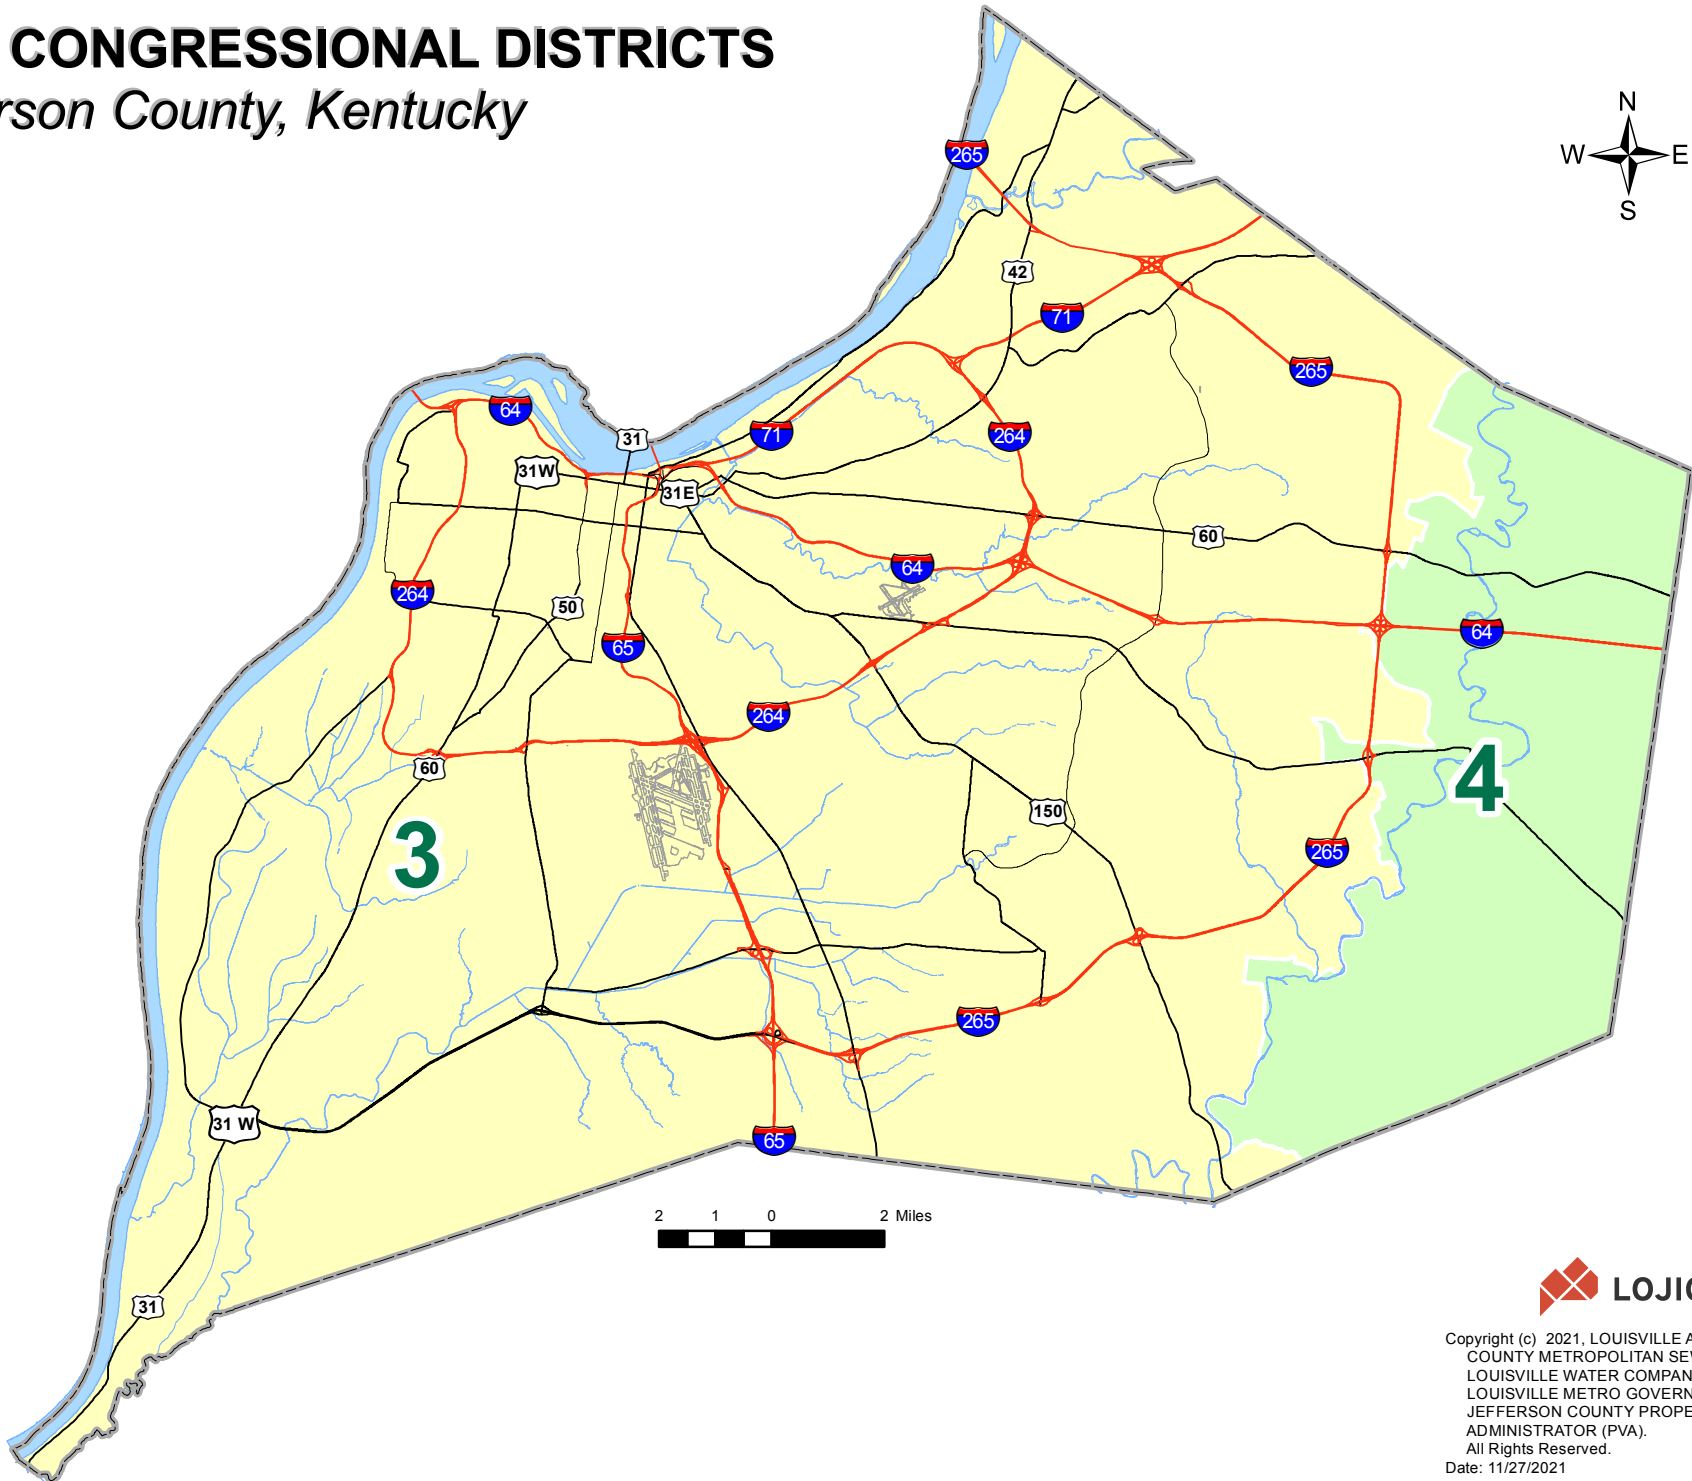 CONGRESSIONAL DISTRICTS
rson County, Kentucky
N
W E
S
265
42
71
265
64
31
71
264
31W
31E
60
64
264
50
65
64
264
60
4
150
3
265
265
31 W
65
2 1 0 2 Miles
31
LOJIC
Copyright (c) 2021, LOUISVILLE A
COUNTY METROPOLITAN SE
LOUISVILLE WATER COMPAN
LOUISVILLE METRO GOVERN
JEFFERSON COUNTY PROPE
ADMINISTRATOR (PVA).
All Rights Reserved.
Date: 11/27/2021